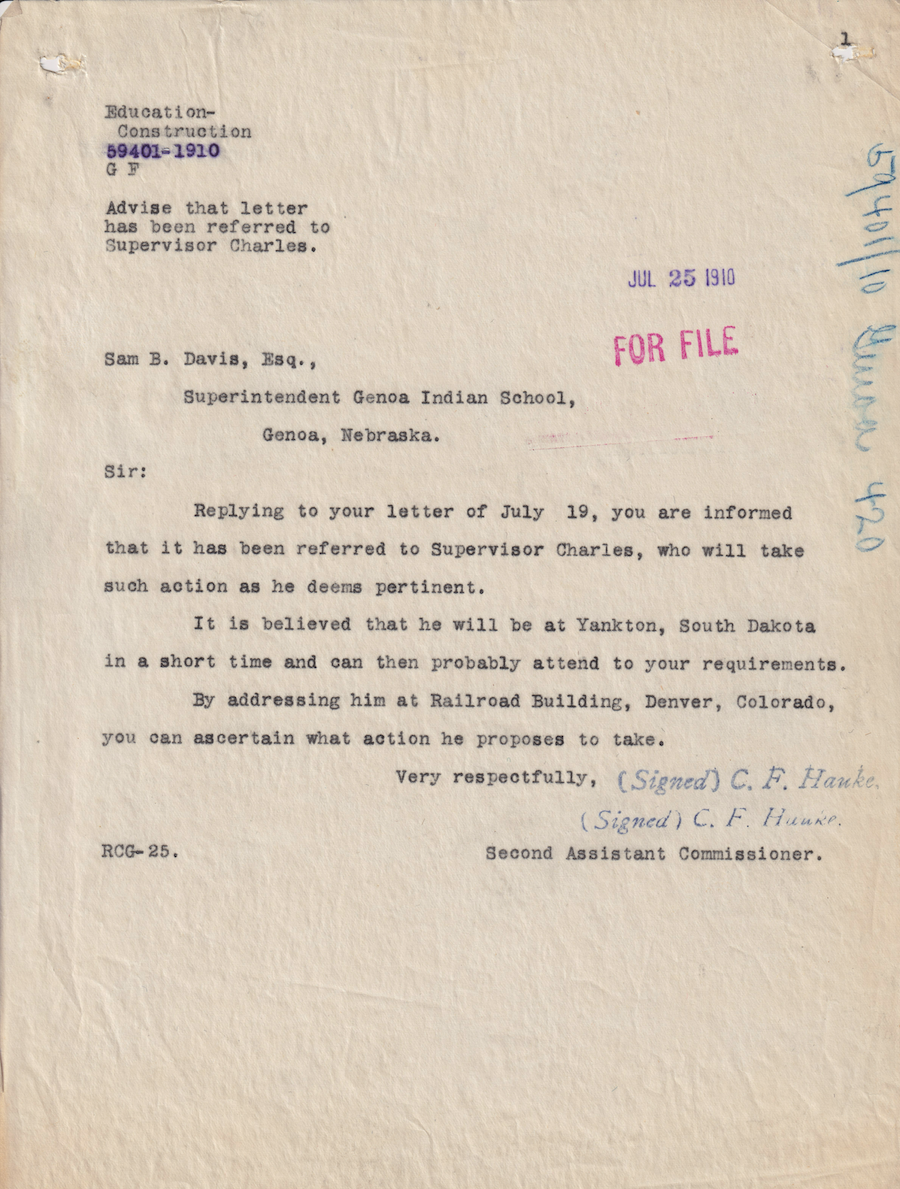 1
Education-
Construction
59401-1910
G F
Advise that letter
has been referred to
Supervisor Charles.
JUL 25 1910
FOR FILE
Sam B. Davis, Esq.,
Superintendent Genoa Indian School,
Genoa, Nebraska.
Sir:
Replying to your letter of July 19, you are informed
that it has been referred to Supervisor Charles, who will take
such action as he deems pertinent.
It is believed that he will be at Yankton, South Dakota
in a short time and can then probably attend to your requirements.
By addressing him at Railroad Building, Denver, Colorado,
you can ascertain what action he proposes to take.
Very respectfully, (Signed) C. F. Hauke.
(Signed) C. F. Hauke.
RCG-25. Second Assistant Commissioner.
59401/10 Genoa 420